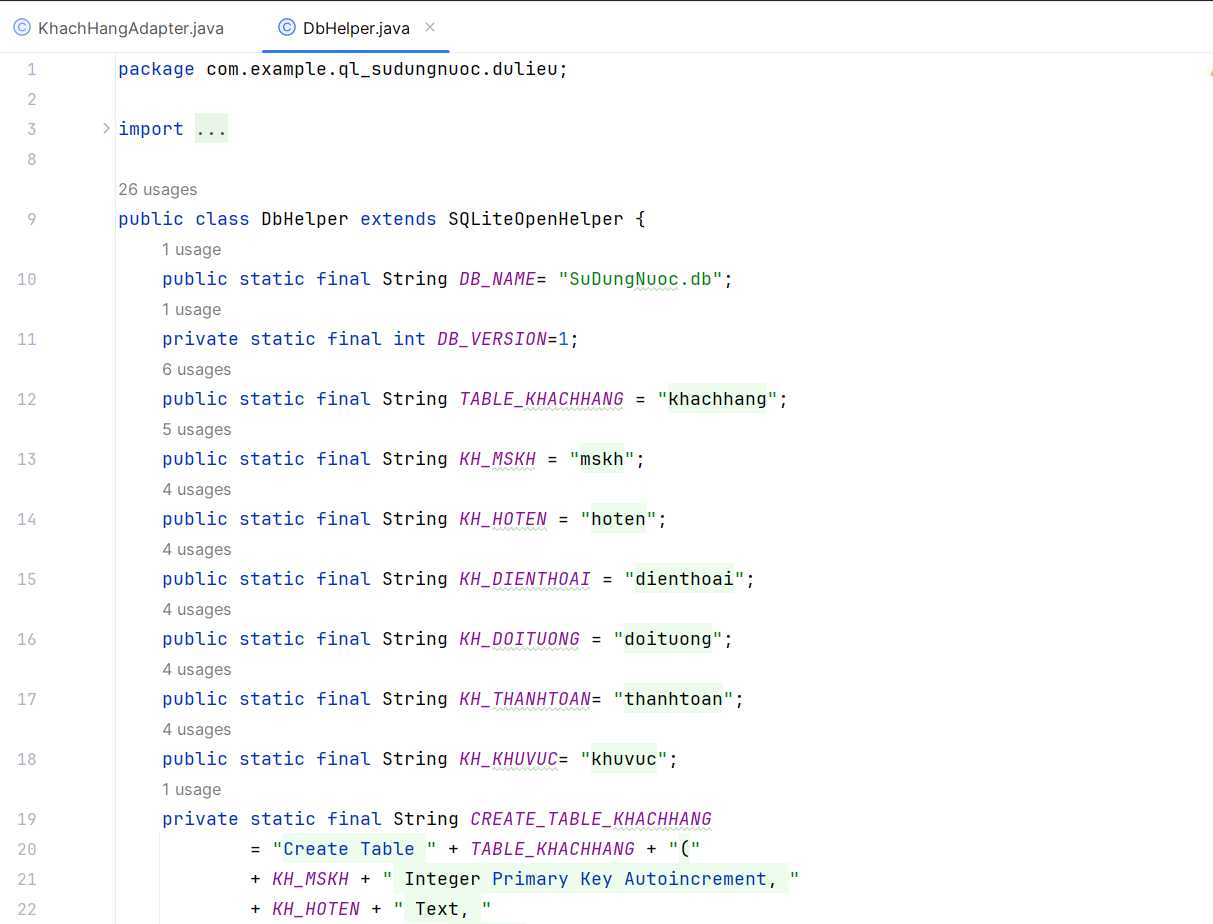 KhachHangAdapter.java DbHelper.java
1 package com.example.ql_sudungnuoc.dulieu;
2
3 import ...
8
26 usages
9 public class DbHelper extends SQLiteOpenHelper {
1 usage
10 public static final String DB_NAME= "SuDungNuoc.db";
1 usage
11 private static final int DB_VERSION=1;
6 usages
12 public static final String TABLE_KHACHHANG = "khachhang";
5 usages
13 public static final String KH_MSKH = "mskh";
4 usages
14 public static final String KH_HOTEN = "hoten";
4 usages
15 public static final String KH_DIENTHOAI = "dienthoai";
4 usages
16 public static final String KH_DOITUONG = "doituong";
4 usages
17 public static final String KH_THANHTOAN= "thanhtoan";
4 usages
18 public static final String KH_KHUVUC= "khuvuc";
1 usage
19 private static final String CREATE_TABLE_KHACHHANG
20 = "Create Table " + TABLE_KHACHHANG + "("
21 + KH_MSKH + " Integer Primary Key Autoincrement, "
22 + KH_HOTEN + " Text, "